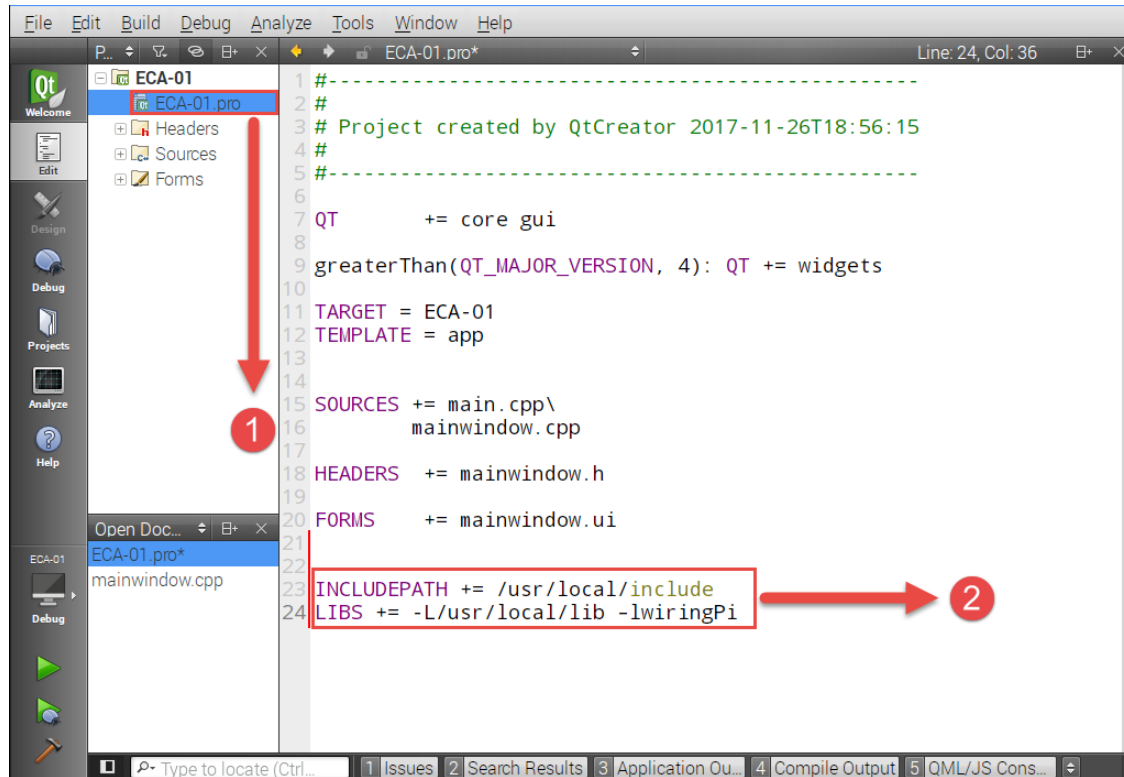 File Edit Build Debug Analyze Tools Window Help
P... ECA-01.pro* Line: 24, Col: 36
Qt
Welcome
Edit
Design
Debug
Projects
Analyze
Help
ECA-01
Debug
ECA-01
ECA-01.pro
Headers
Sources
Forms
1
Open Doc...
ECA-01.pro*
mainwindow.cpp
1 #---------------------------------------------------
2 #
3 # Project created by QtCreator 2017-11-26T18:56:15
4 #
5 #---------------------------------------------------
6
7 QT       += core gui
8
9 greaterThan(QT_MAJOR_VERSION, 4): QT += widgets
10
11 TARGET = ECA-01
12 TEMPLATE = app
13
14
15 SOURCES += main.cpp\
16         mainwindow.cpp
17
18 HEADERS  += mainwindow.h
19
20 FORMS    += mainwindow.ui
21
22
23 INCLUDEPATH += /usr/local/include
24 LIBS += -L/usr/local/lib -lwiringPi
2
Type to locate (Ctrl... 1 Issues 2 Search Results 3 Application Ou... 4 Compile Output 5 QML/JS Cons...